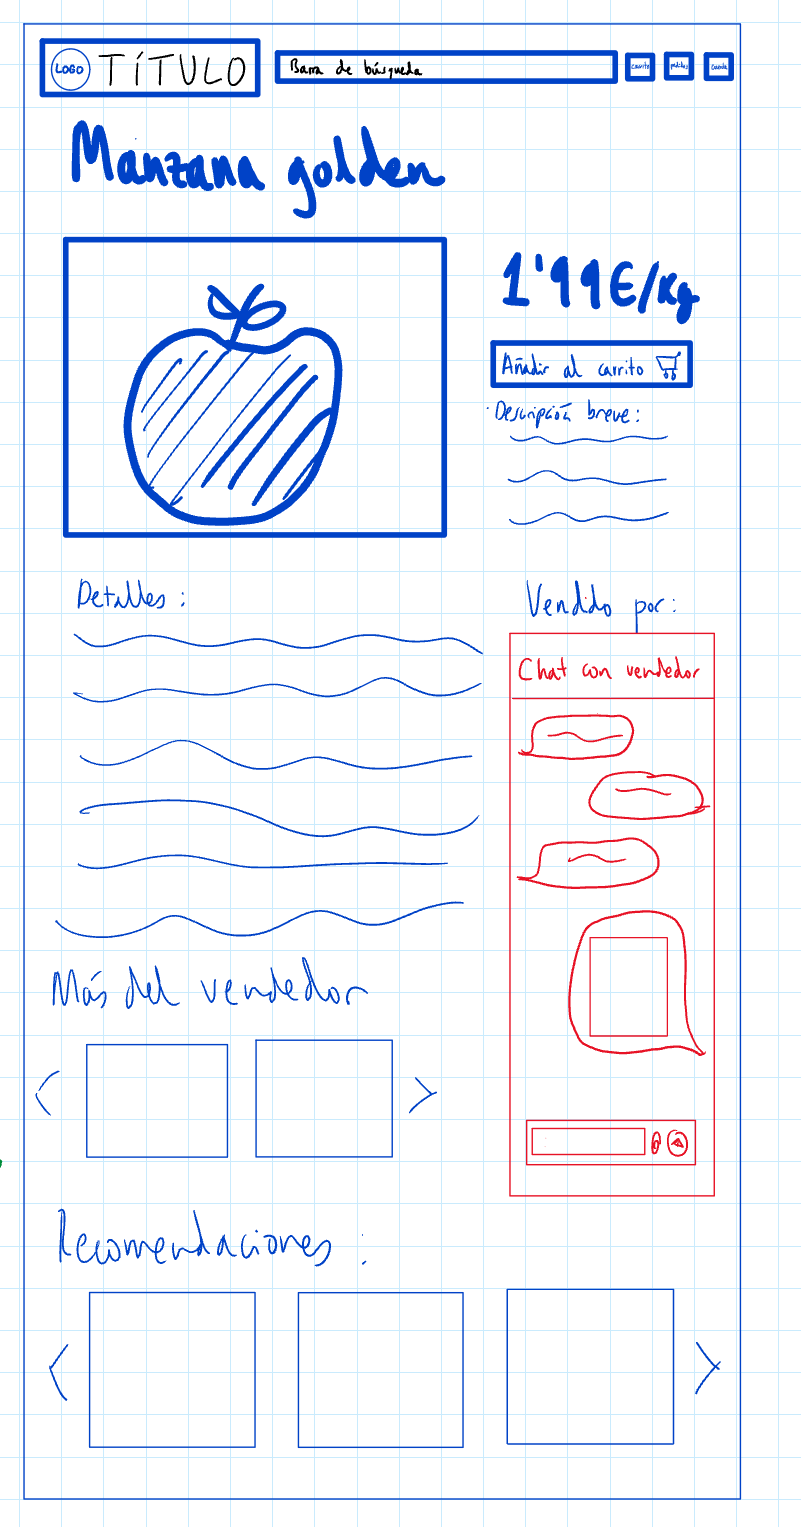 LOGO TÍTULO
Barra de búsqueda
carrito
pedidos
Cuenta
Manzana golden
1'99€/Kg
Añadir al carrito
Descripción breve:
Detalles :
Vendido por:
Chat con vendedor
Más del vendedor
Recomendaciones :